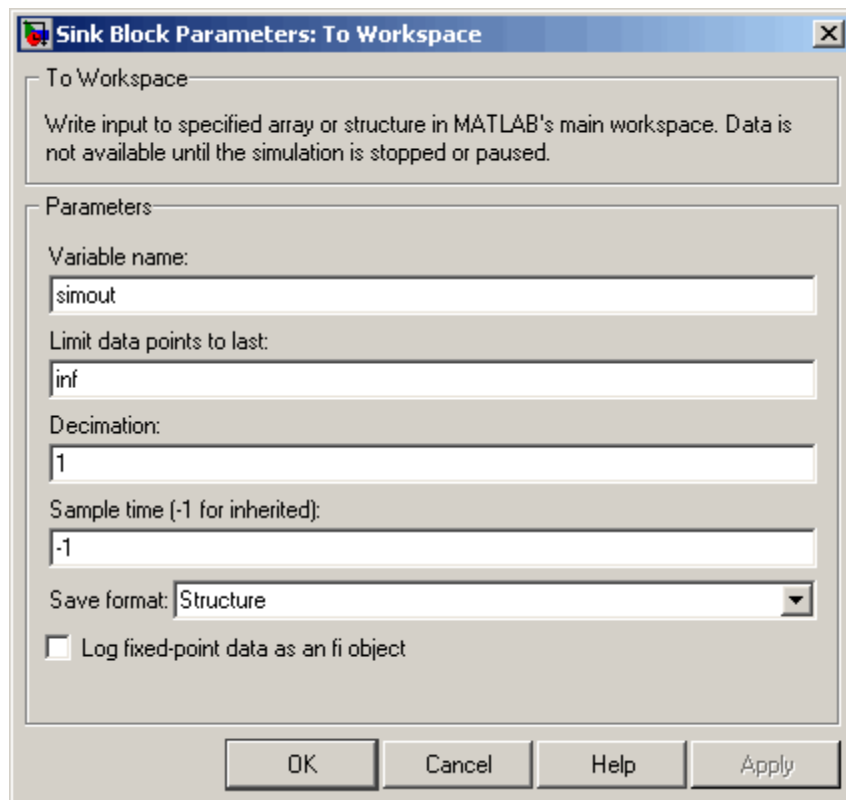 Sink Block Parameters: To Workspace
To Workspace
Write input to specified array or structure in MATLAB's main workspace. Data is
not available until the simulation is stopped or paused.
Parameters
Variable name:
simout
Limit data points to last:
inf
Decimation:
1
Sample time (-1 for inherited):
-1
Save format: Structure
Log fixed-point data as an fi object
OK Cancel Help Apply